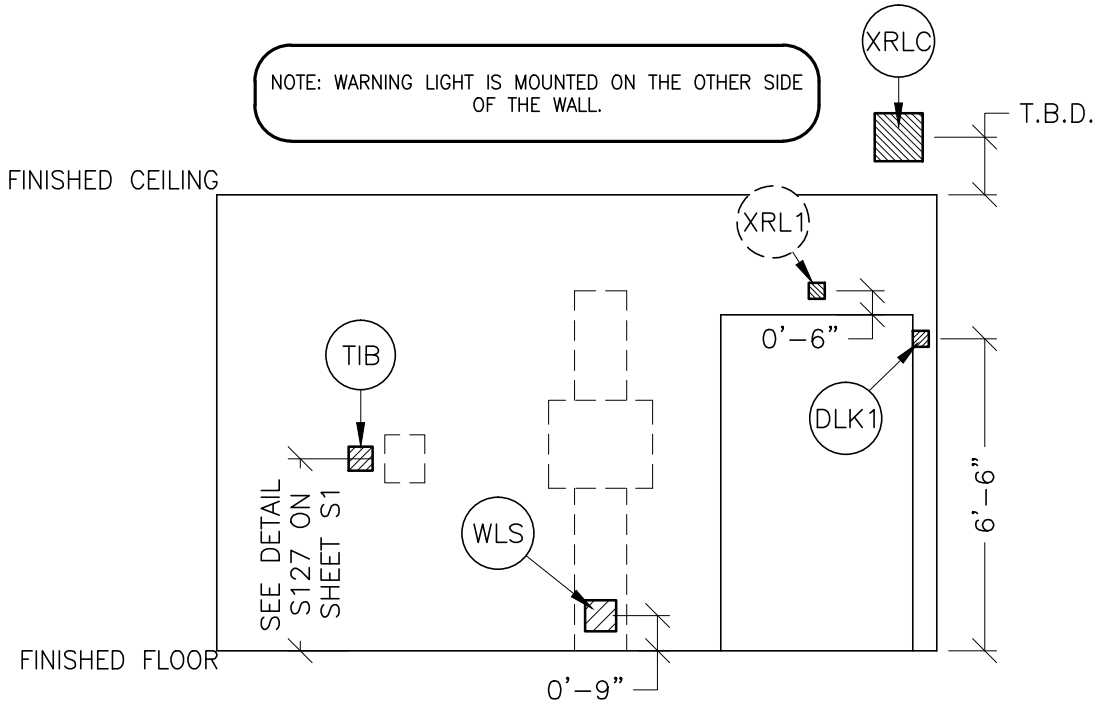 XRLC
NOTE: WARNING LIGHT IS MOUNTED ON THE OTHER SIDE
OF THE WALL.
T.B.D.
FINISHED CEILING
XRL1
0'-6"
TIB
DLK1
6'-6"
SEE DETAIL
S127 ON
SHEET S1
WLS
FINISHED FLOOR
0'-9"